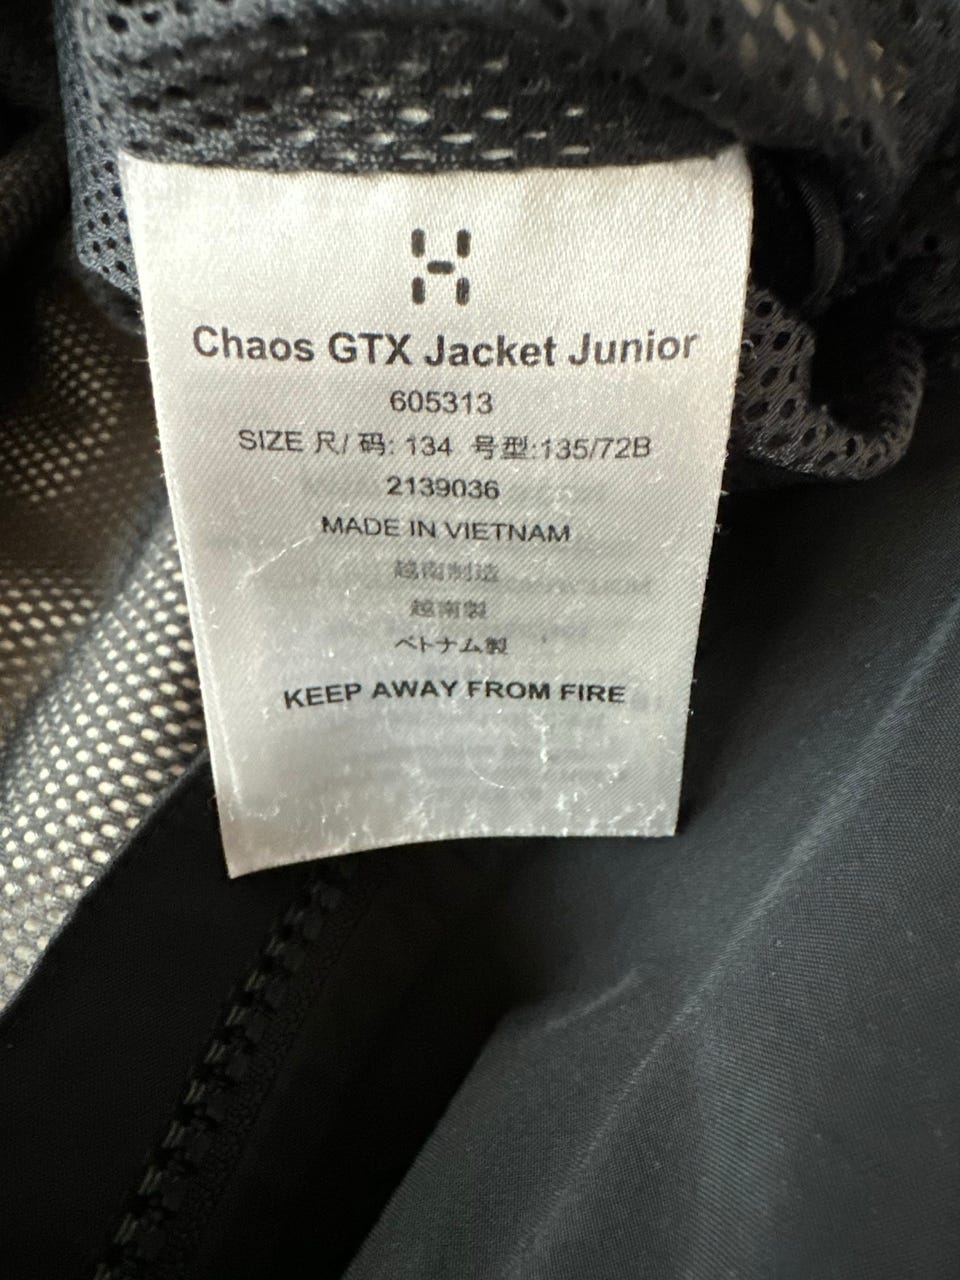 Chaos GTX Jacket Junior
605313
SIZE 尺/ 码: 134 号型:135/72B
2139036
MADE IN VIETNAM
越南制造
越南製
ベトナム製
KEEP AWAY FROM FIRE